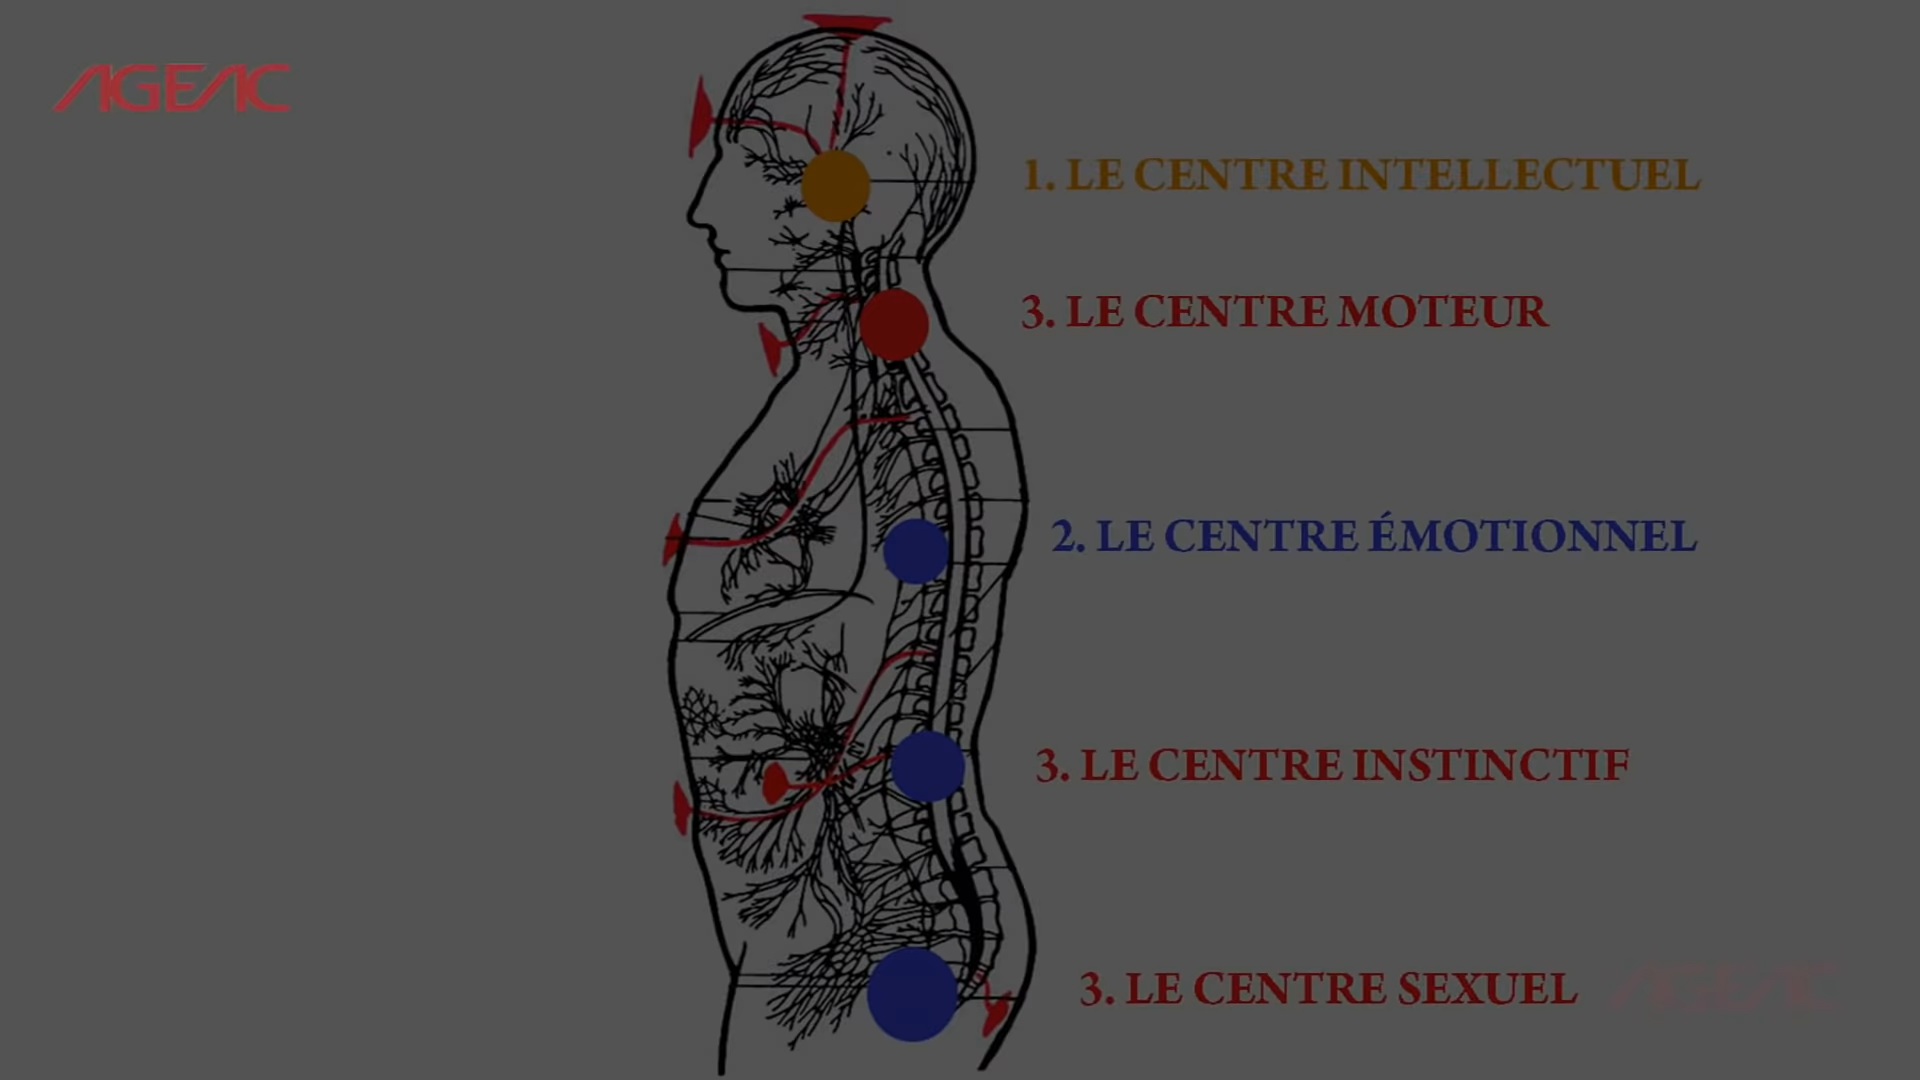 AGEAC
1. LE CENTRE INTELLECTUEL
3. LE CENTRE MOTEUR
2. LE CENTRE ÉMOTIONNEL
3. LE CENTRE INSTINCTIF
3. LE CENTRE SEXUEL
AGEAC